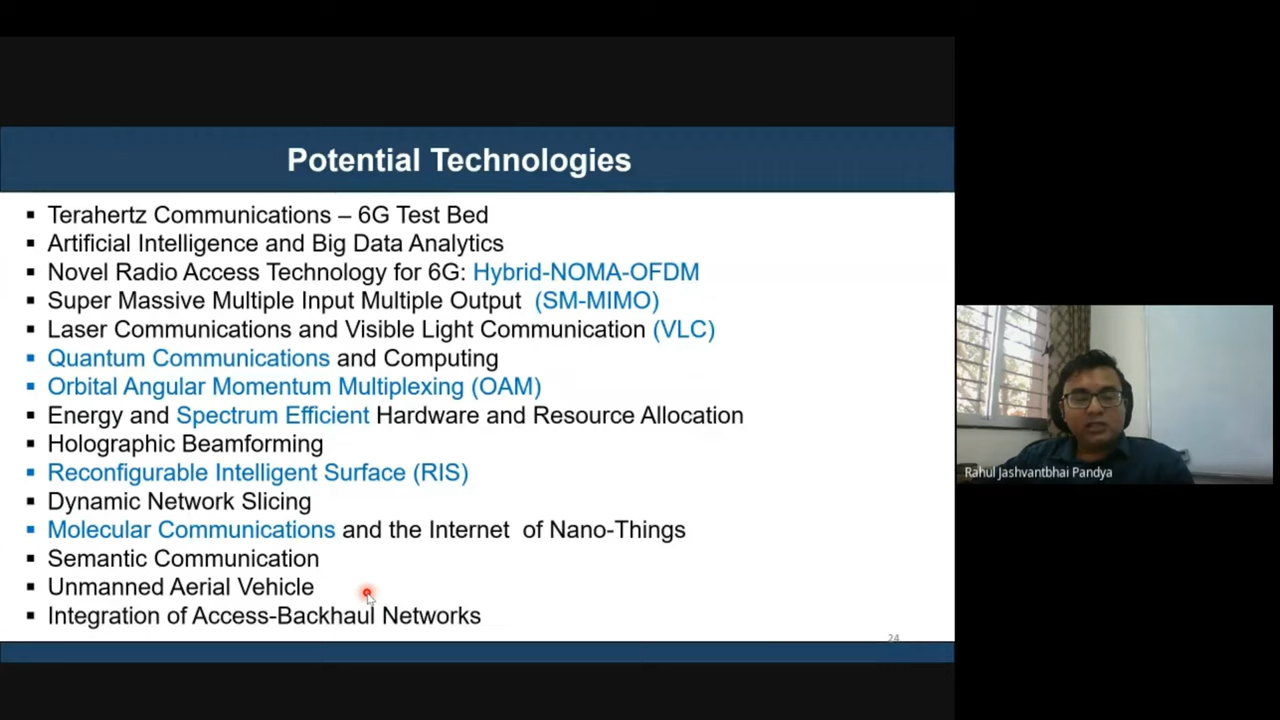 Potential Technologies
▪ Terahertz Communications – 6G Test Bed
▪ Artificial Intelligence and Big Data Analytics
▪ Novel Radio Access Technology for 6G: Hybrid-NOMA-OFDM
▪ Super Massive Multiple Input Multiple Output (SM-MIMO)
▪ Laser Communications and Visible Light Communication (VLC)
▪ Quantum Communications and Computing
▪ Orbital Angular Momentum Multiplexing (OAM)
▪ Energy and Spectrum Efficient Hardware and Resource Allocation
▪ Holographic Beamforming
▪ Reconfigurable Intelligent Surface (RIS)
▪ Dynamic Network Slicing
▪ Molecular Communications and the Internet of Nano-Things
▪ Semantic Communication
▪ Unmanned Aerial Vehicle
▪ Integration of Access-Backhaul Networks
24
Rahul Jashvantbhai Pandya